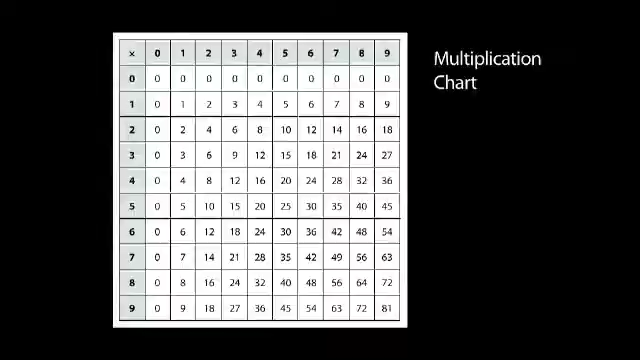 × 0 1 2 3 4 5 6 7 8 9
0 0 0 0 0 0 0 0 0 0 0
1 0 1 2 3 4 5 6 7 8 9
2 0 2 4 6 8 10 12 14 16 18
3 0 3 6 9 12 15 18 21 24 27
4 0 4 8 12 16 20 24 28 32 36
5 0 5 10 15 20 25 30 35 40 45
6 0 6 12 18 24 30 36 42 48 54
7 0 7 14 21 28 35 42 49 56 63
8 0 8 16 24 32 40 48 56 64 72
9 0 9 18 27 36 45 54 63 72 81
Multiplication
Chart